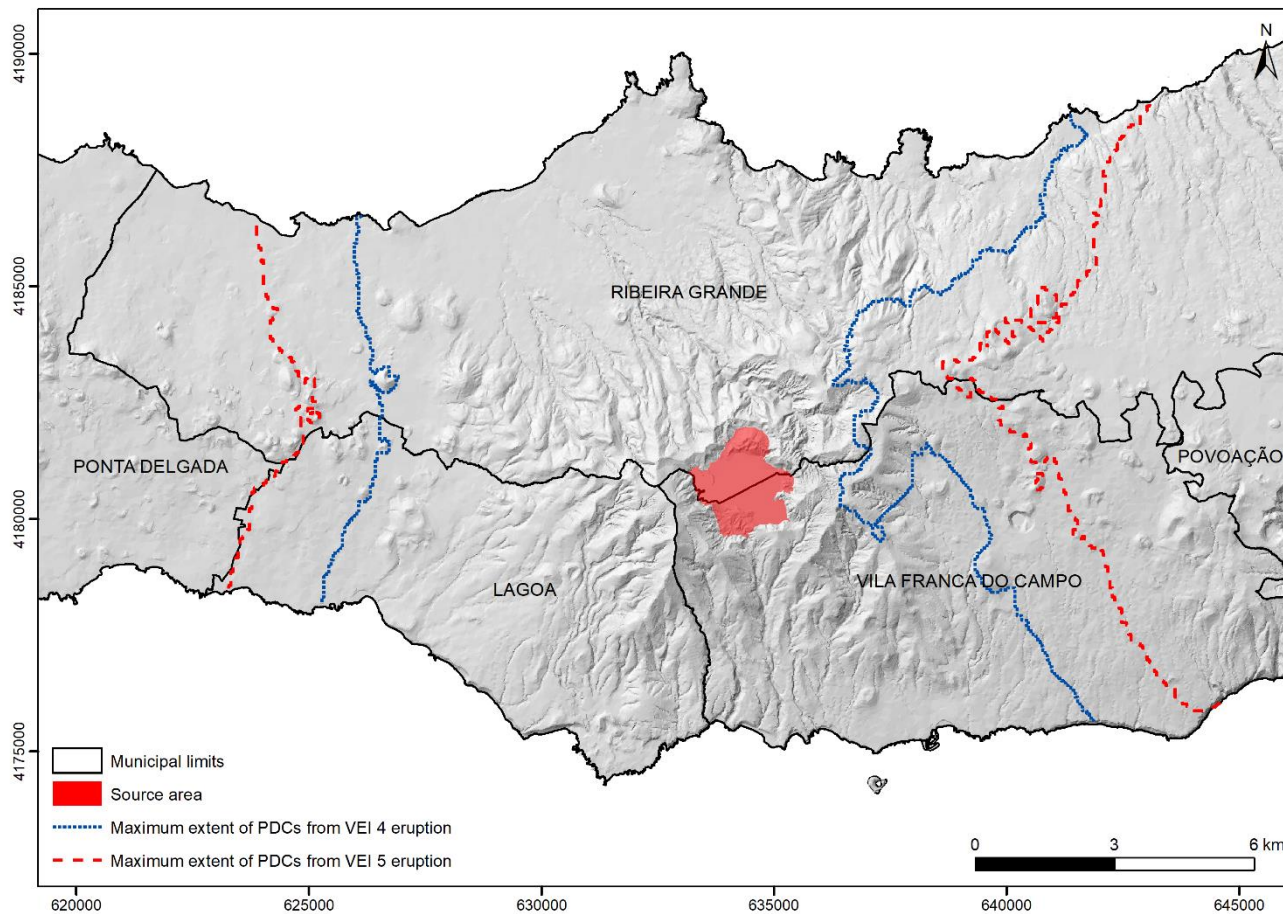 N
4190000
4185000
4180000
4175000
RIBEIRA GRANDE
PONTA DELGADA
POVOAÇÃO
LAGOA
VILA FRANCA DO CAMPO
Municipal limits
Source area
Maximum extent of PDCs from VEI 4 eruption
Maximum extent of PDCs from VEI 5 eruption
0 3 6 km
620000 625000 630000 635000 640000 645000